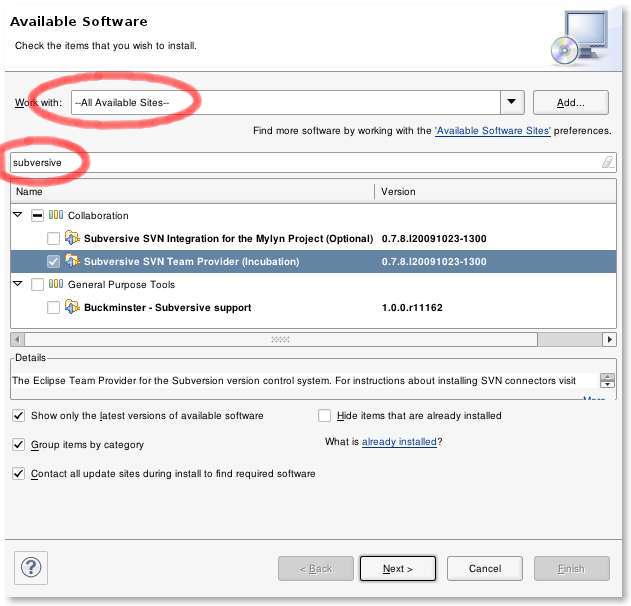 Available Software
Check the items that you wish to install.
Work with: --All Available Sites-- Add...
Find more software by working with the 'Available Software Sites' preferences.
subversive
Name Version
Collaboration
Subversive SVN Integration for the Mylyn Project (Optional) 0.7.8.I20091023-1300
Subversive SVN Team Provider (Incubation) 0.7.8.I20091023-1300
General Purpose Tools
Buckminster - Subversive support 1.0.0.r11162
Details
The Eclipse Team Provider for the Subversion version control system. For instructions about installing SVN connectors visit
More
Show only the latest versions of available software Hide items that are already installed
Group items by category What is already installed?
Contact all update sites during install to find required software
? < Back Next > Cancel Finish